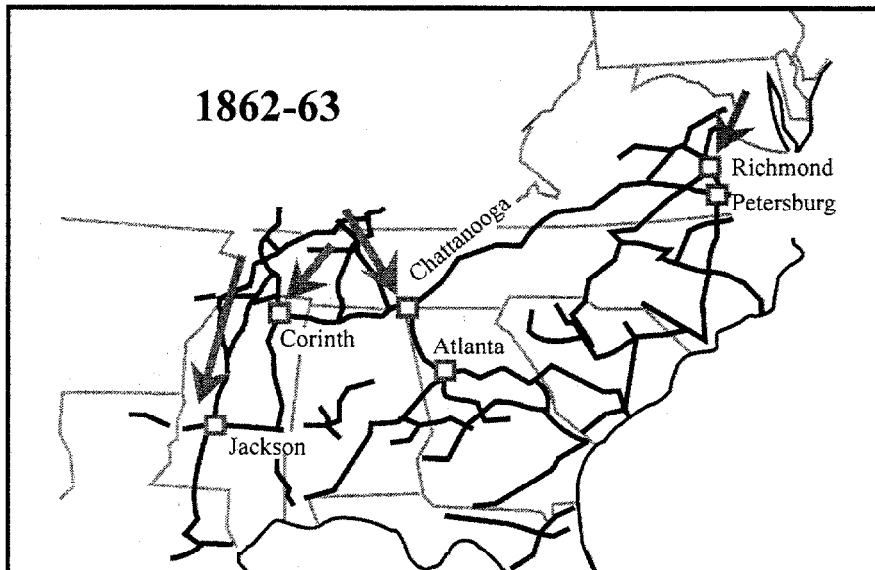 1862-63
Richmond
Petersburg
Chattanooga
Corinth
Atlanta
Jackson